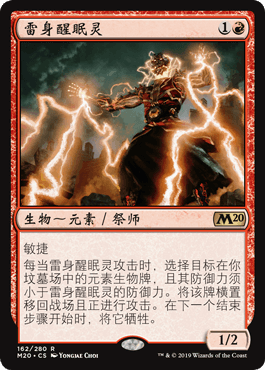 雷身醒眠灵 1
生物～元素／祭师 M20
敏捷
每当雷身醒眠灵攻击时，选择目标在你
坟墓场中的元素生物牌，且其防御力须
小于雷身醒眠灵的防御力。将该牌横置
移回战场且正进行攻击。在下一个结束
步骤开始时，将它牺牲。
1/2
162/280 R
M20 • CS YONGJAE CHOI
™ & © 2019 Wizards of the Coast